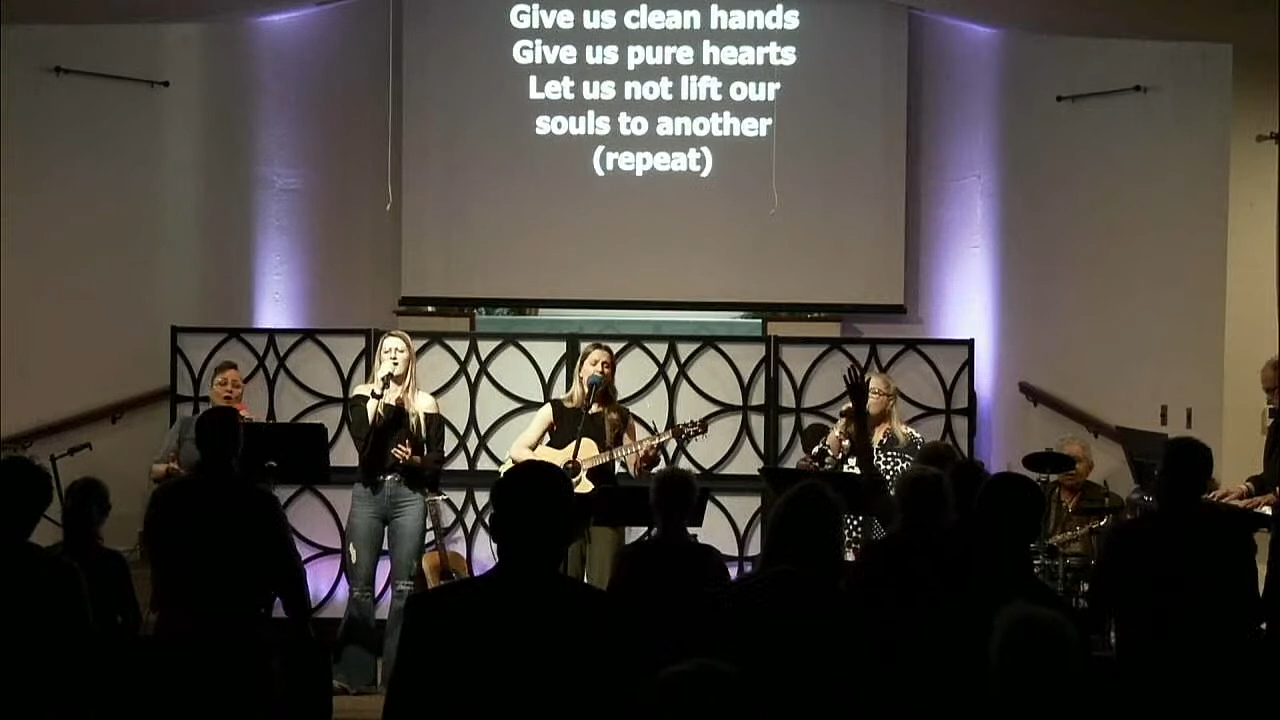 Give us clean hands
Give us pure hearts
Let us not lift our
souls to another
(repeat)